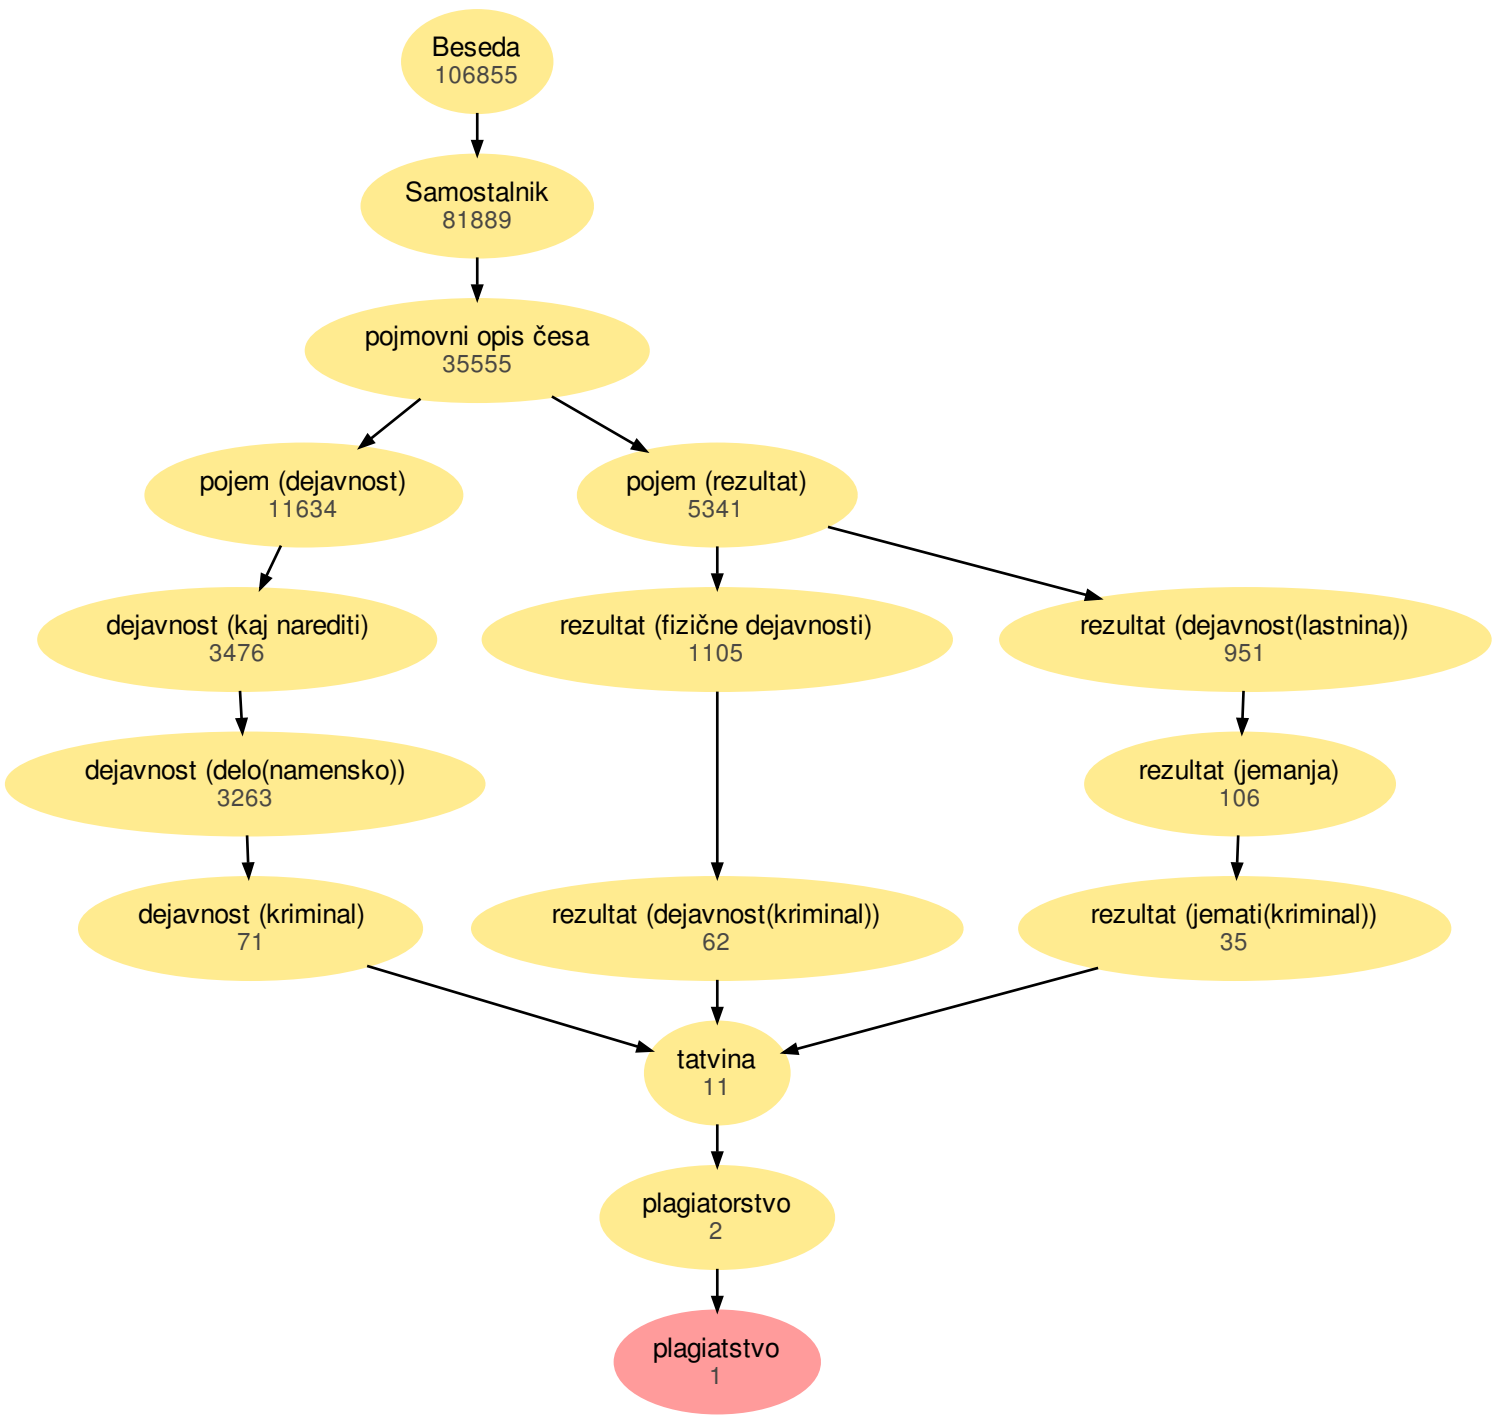 Beseda
106855
Samostalnik
81889
pojmovni opis česa
35555
pojem (dejavnost)
11634
pojem (rezultat)
5341
dejavnost (kaj narediti)
3476
rezultat (fizične dejavnosti)
1105
rezultat (dejavnost(lastnina))
951
dejavnost (delo(namensko))
3263
rezultat (jemanja)
106
dejavnost (kriminal)
71
rezultat (dejavnost(kriminal))
62
rezultat (jemati(kriminal))
35
tatvina
11
plagiatorstvo
2
plagiatstvo
1